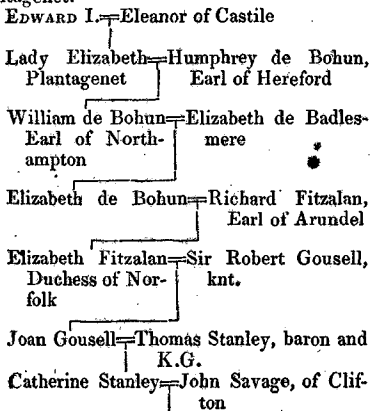 EDWARD I.=Eleanor of Castile
Lady Elizabeth=Humphrey de Bohun,
Plantagenet Earl of Hereford
William de Bohun=Elizabeth de Badles-
Earl of North- mere
ampton
Elizabeth de Bohun=Richard Fitzalan,
Earl of Arundel
Elizabeth Fitzalan=Sir Robert Gousell,
Duchess of Nor- knt.
folk
Joan Gousell=Thomas Stanley, baron and
K.G.
Catherine Stanley=John Savage, of Clif-
ton